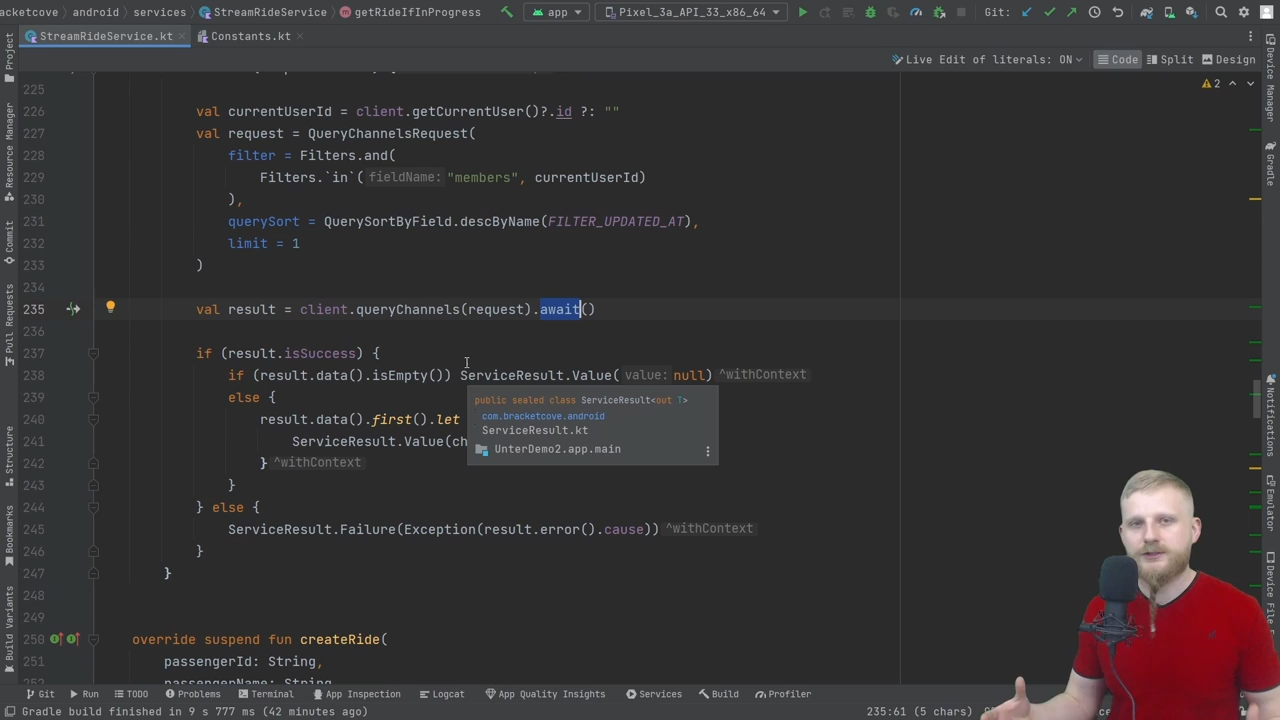 racketcove android services StreamRideService getRideIfInProgress app Pixel_3a_API_33_x86_64 Git:
StreamRideService.kt Constants.kt
Live Edit of literals: ON Code Split Design
2
225
226 val currentUserId = client.getCurrentUser()?.id ?: ""
227 val request = QueryChannelsRequest(
228 filter = Filters.and(
229 Filters.`in`( fieldName: "members", currentUserId)
230 ),
231 querySort = QuerySortByField.descByName(FILTER_UPDATED_AT),
232 limit = 1
233 )
234
235 val result = client.queryChannels(request).await()
236
237 if (result.isSuccess) {
238 if (result.data().isEmpty()) ServiceResult.Value( value: null) ^withContext
239 else {
240 result.data().first().let
241 ServiceResult.Value(ch
242 } ^withContext
243 }
244 } else {
245 ServiceResult.Failure(Exception(result.error().cause)) ^withContext
246 }
247 }
248
249
250 override suspend fun createRide(
251 passengerId: String,
passengerName: String
public sealed class ServiceResult<out T>
com.bracketcove.android
ServiceResult.kt
UnterDemo2.app.main
Project
Resource Manager
Commit
Pull Requests
Structure
Bookmarks
Build Variants
Device Manager
Gradle
Notifications
Emulator
Device File E
Git Run TODO Problems Terminal App Inspection Logcat App Quality Insights Services Build Profiler
Gradle build finished in 9 s 777 ms (42 minutes ago) 235:61 (5 chars)